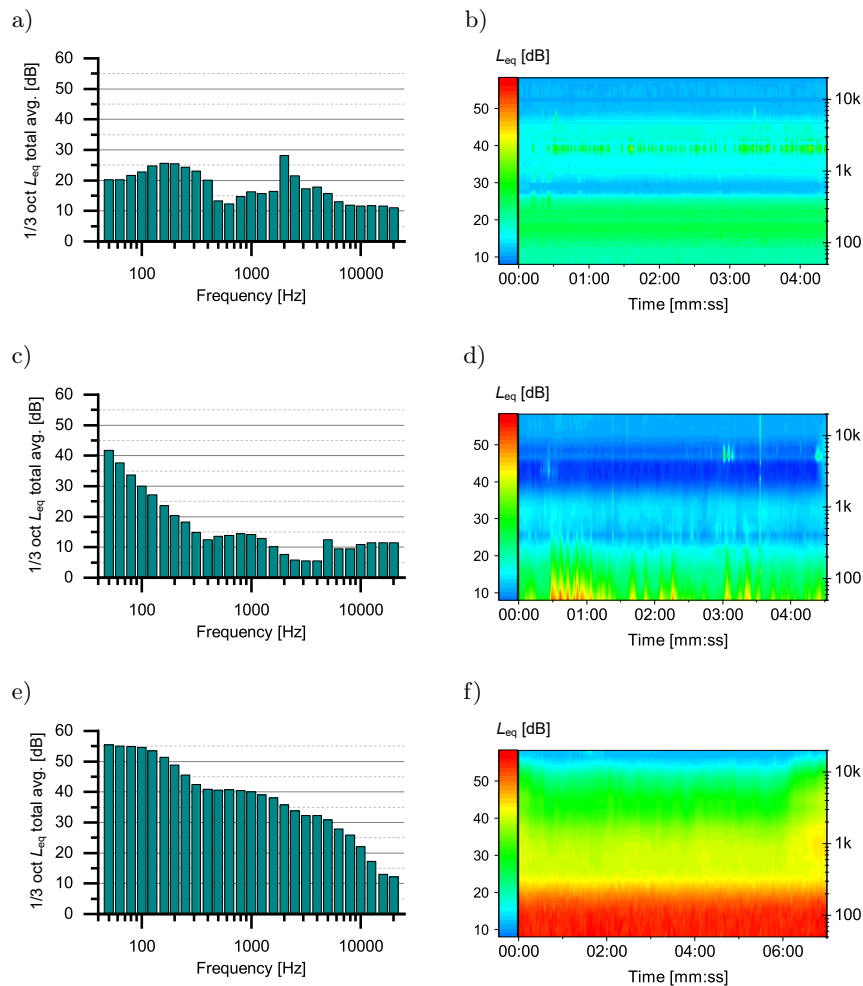 a)
b)
1/3 oct Leq total avg. [dB]
60
50
40
30
20
10
0
100 1000 10000
Frequency [Hz]
Leq [dB]
50
40
30
20
10
10k
1k
100
00:00 01:00 02:00 03:00 04:00
Time [mm:ss]
c)
d)
1/3 oct Leq total avg. [dB]
60
50
40
30
20
10
0
100 1000 10000
Frequency [Hz]
Leq [dB]
50
40
30
20
10
10k
1k
100
00:00 01:00 02:00 03:00 04:00
Time [mm:ss]
e)
f)
1/3 oct Leq total avg. [dB]
60
50
40
30
20
10
0
100 1000 10000
Frequency [Hz]
Leq [dB]
50
40
30
20
10
10k
1k
100
00:00 02:00 04:00 06:00
Time [mm:ss]